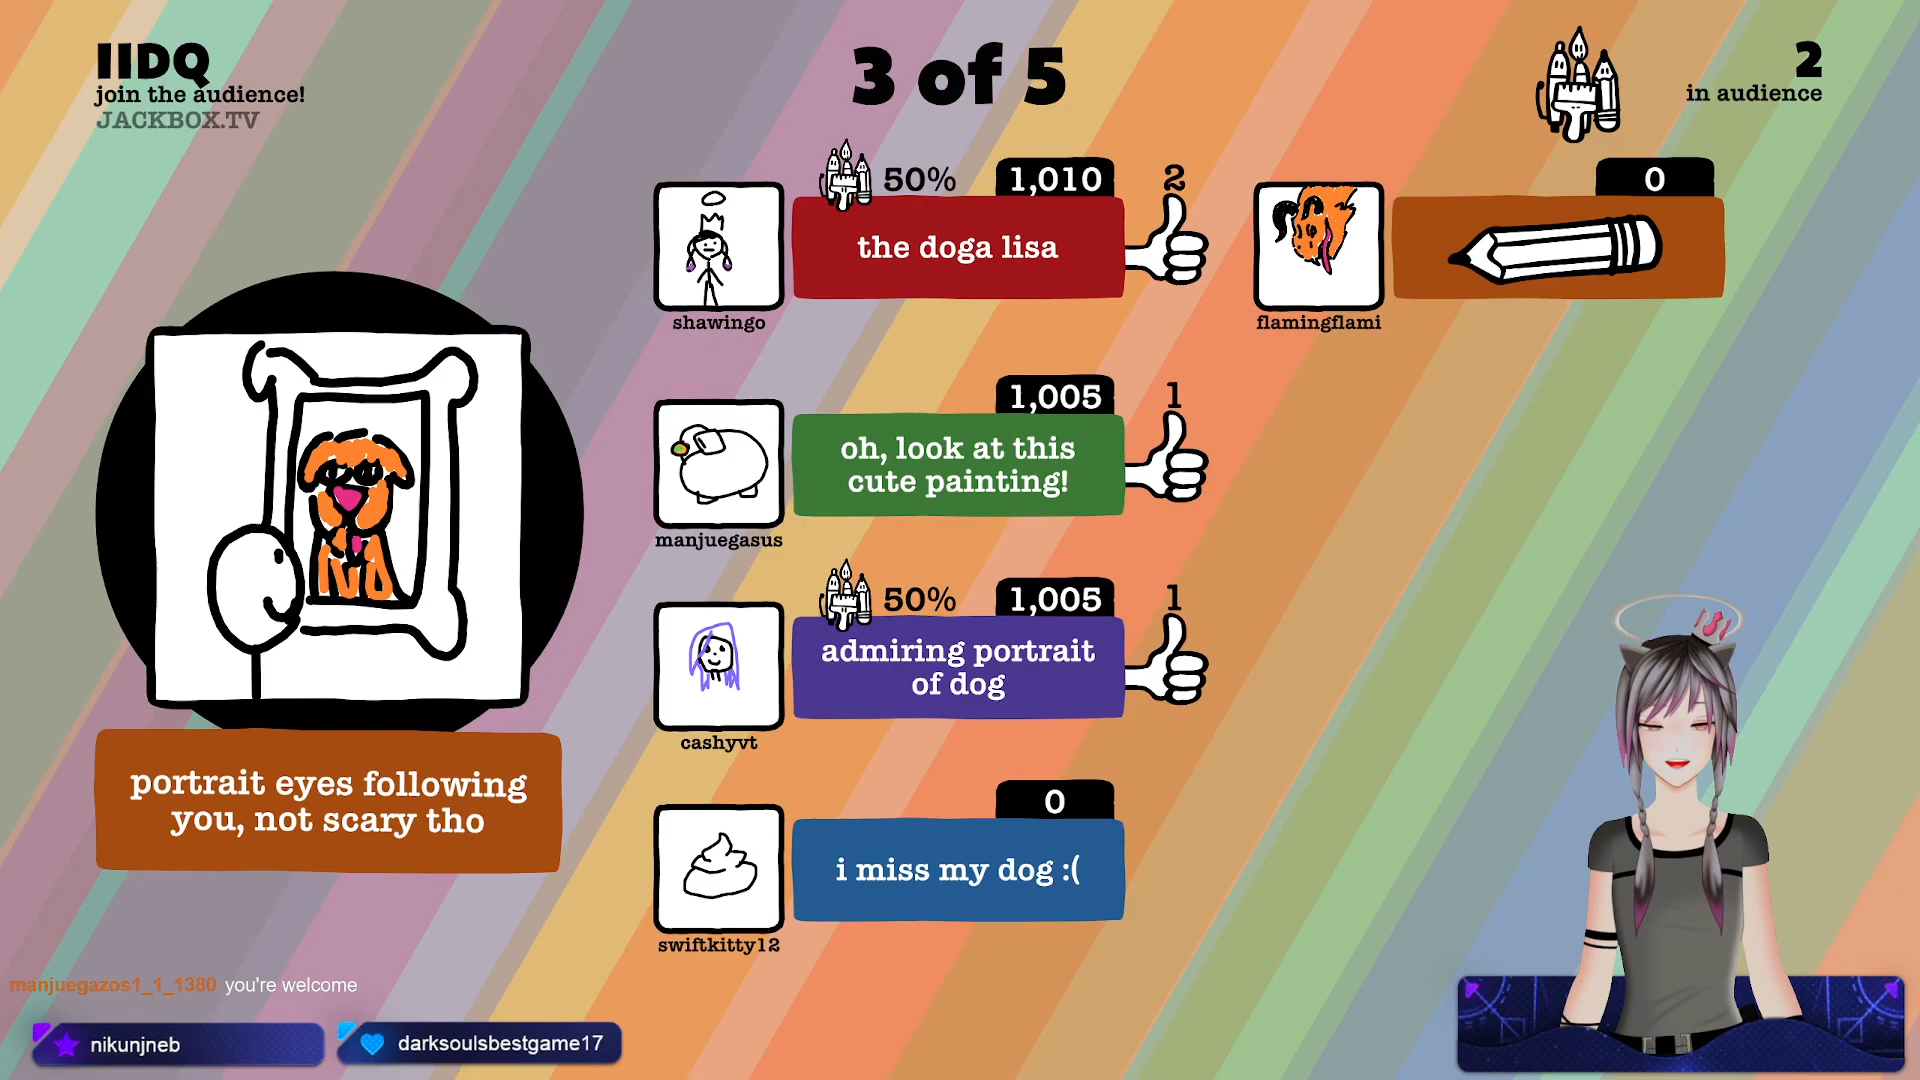 IIDQ
join the audience!
JACKBOX.TV
3 of 5
2
in audience
50%
1,010
2
the doga lisa
shawingo
0
flamingflami
1,005
1
oh, look at this
cute painting!
manjuegasus
50%
1,005
1
admiring portrait
of dog
cashyvt
0
i miss my dog :(
swiftkitty12
portrait eyes following
you, not scary tho
manjuegazos1_1_1380 you're welcome
nikunjneb
darksoulsbestgame17